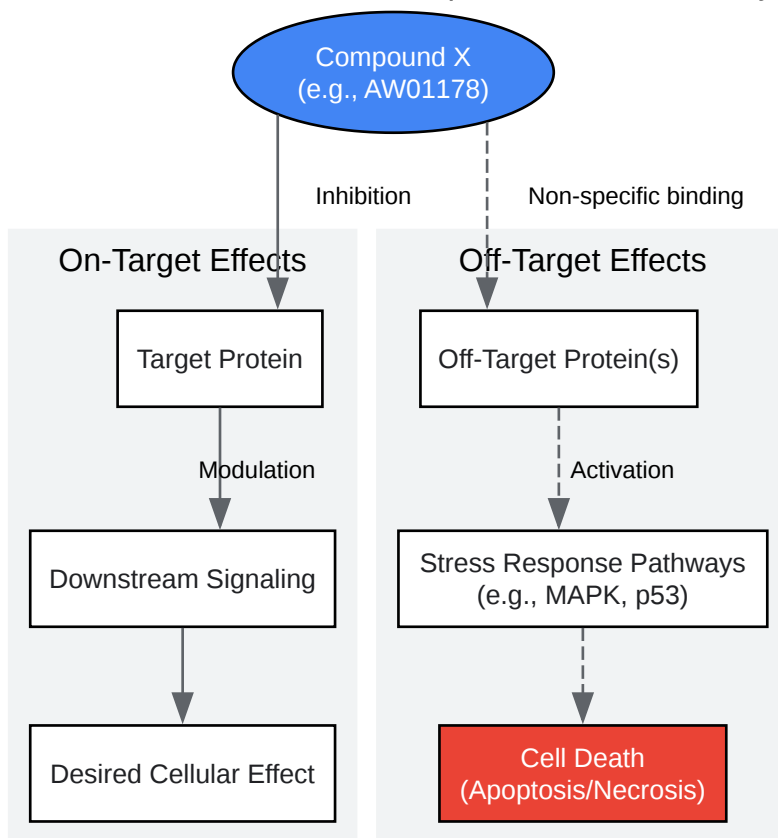 Compound X
(e.g., AW01178)
Inhibition
Non-specific binding
On-Target Effects
Off-Target Effects
Target Protein
Off-Target Protein(s)
Modulation
Activation
Downstream Signaling
Stress Response Pathways
(e.g., MAPK, p53)
Desired Cellular Effect
Cell Death
(Apoptosis/Necrosis)